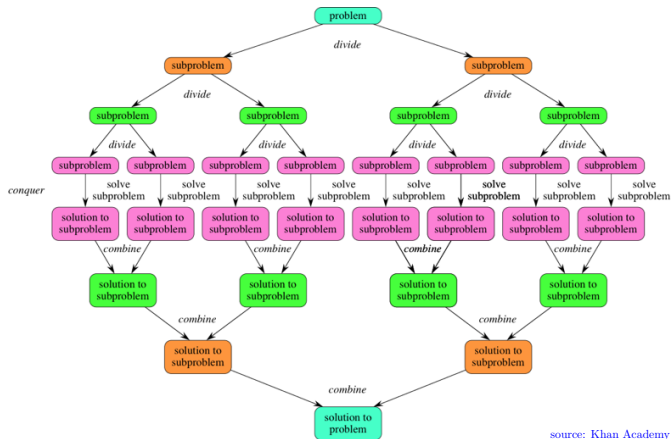 problem
divide
subproblem subproblem
divide divide
subproblem subproblem subproblem subproblem
divide divide divide divide
subproblem subproblem subproblem subproblem subproblem subproblem subproblem subproblem
conquer
solve solve solve solve solve solve solve solve
subproblem subproblem subproblem subproblem subproblem subproblem subproblem subproblem
solution to solution to solution to solution to solution to solution to solution to solution to
subproblem subproblem subproblem subproblem subproblem subproblem subproblem subproblem
combine combine combine combine
solution to solution to solution to solution to
subproblem subproblem subproblem subproblem
combine combine
solution to solution to
subproblem subproblem
combine
solution to
problem
source: Khan Academy